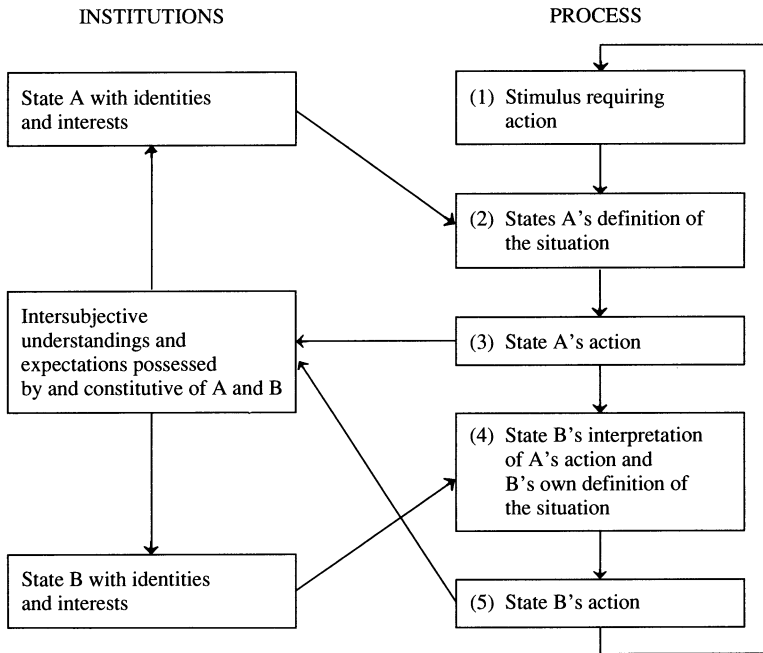 INSTITUTIONS
PROCESS
State A with identities
and interests
(1) Stimulus requiring
action
(2) States A's definition of
the situation
Intersubjective
understandings and
expectations possessed
by and constitutive of A and B
(3) State A's action
(4) State B's interpretation
of A's action and
B's own definition of
the situation
State B with identities
and interests
(5) State B's action